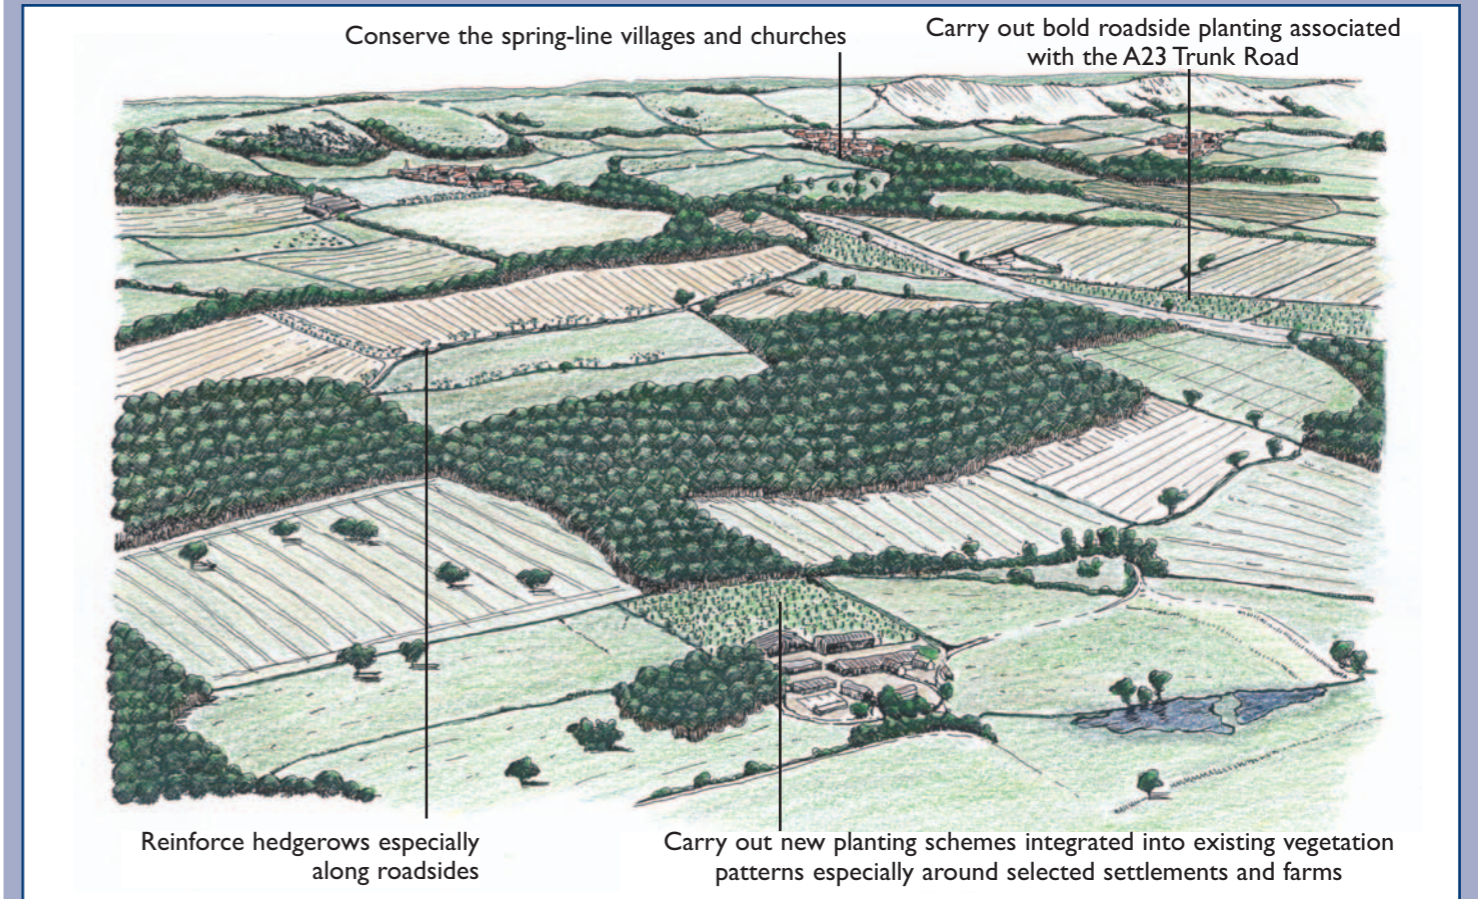 Conserve the spring-line villages and churches
Carry out bold roadside planting associated
with the A23 Trunk Road
Reinforce hedgerows especially
along roadsides
Carry out new planting schemes integrated into existing vegetation
patterns especially around selected settlements and farms